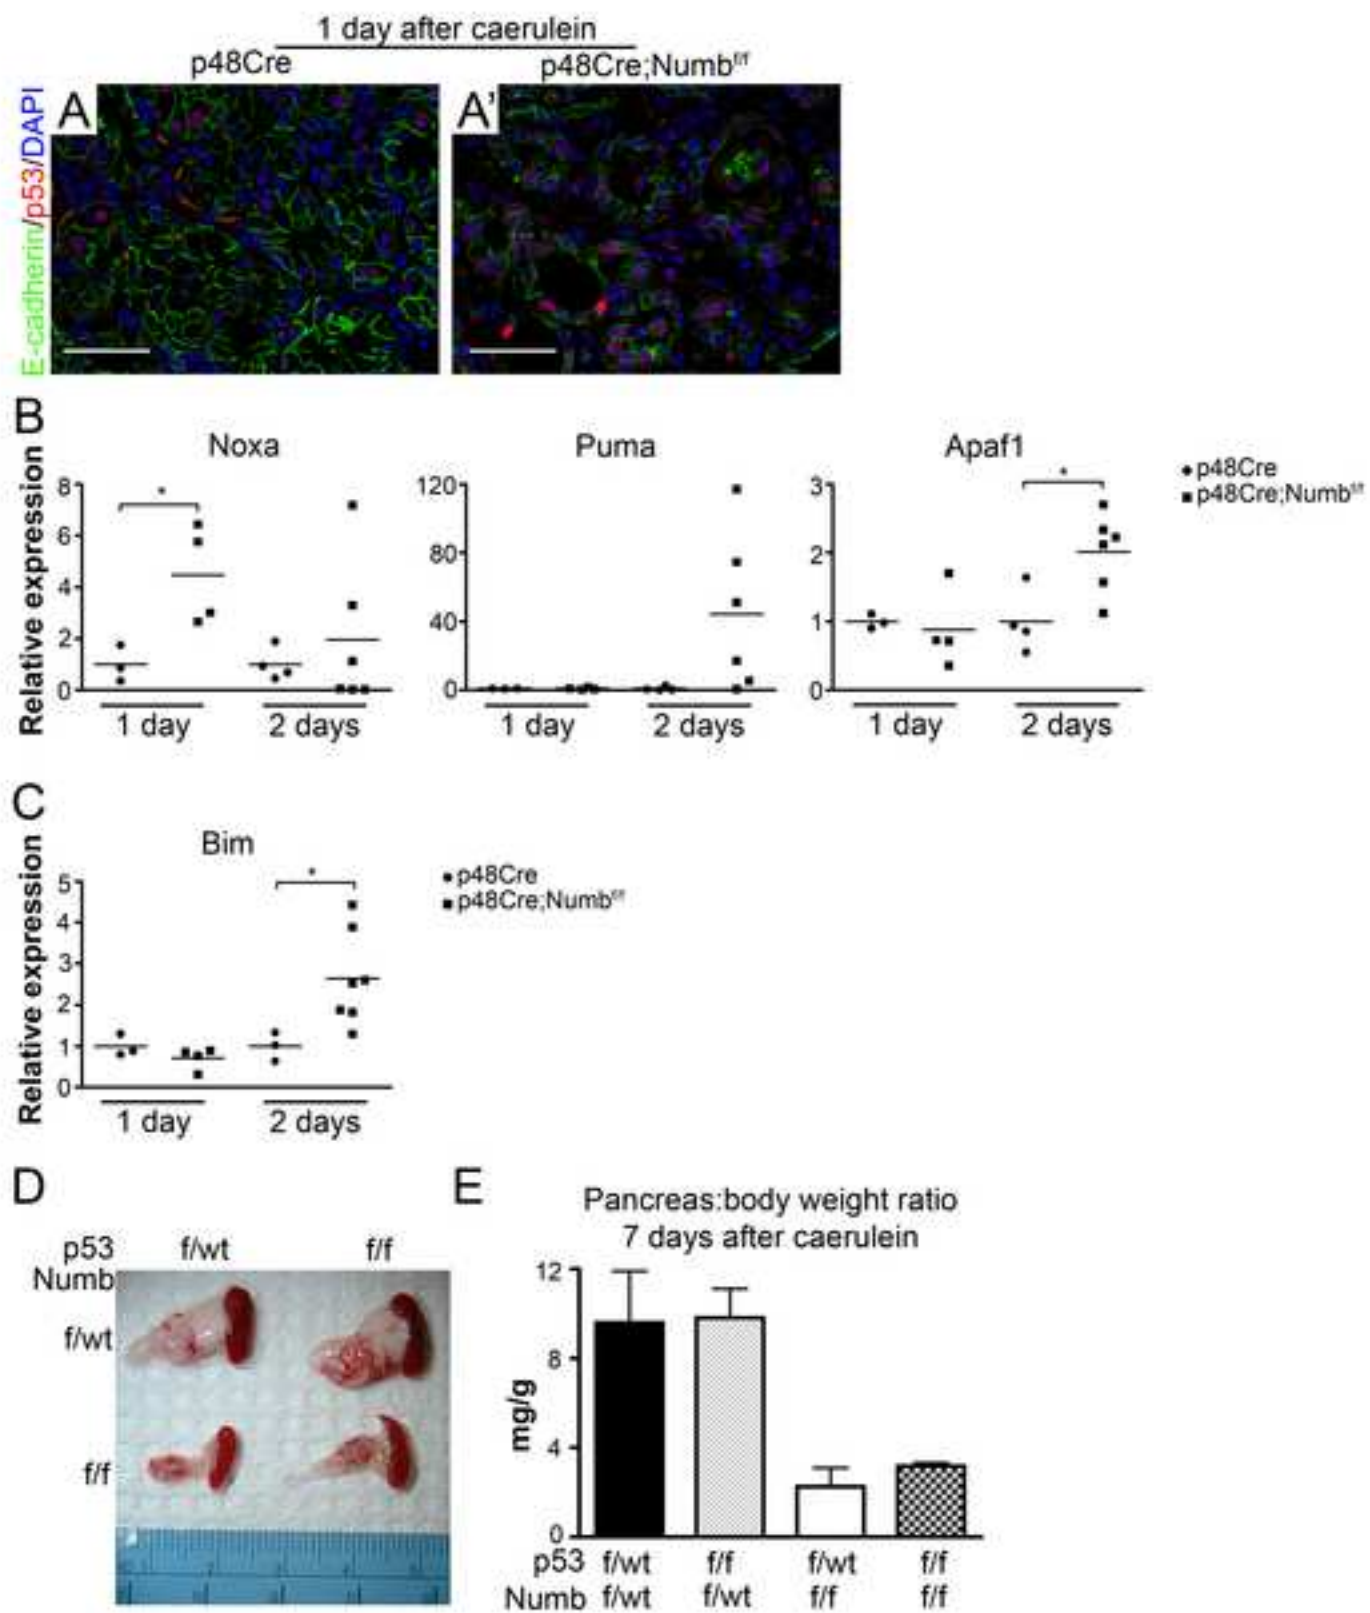 1 day after caerulein
p48Cre
p48Cre;Numb^f/f
E-cadherin/p53/DAPI
A
A'
B
Relative expression
Noxa
8
6
4
2
0
*
1 day
2 days
Puma
120
80
40
0
1 day
2 days
Apaf1
3
2
1
0
*
1 day
2 days
p48Cre
p48Cre;Numb^f/f
C
Relative expression
Bim
5
4
3
2
1
0
*
1 day
2 days
p48Cre
p48Cre;Numb^f/f
D
p53 f/wt f/f
Numb
f/wt
f/f
E
Pancreas:body weight ratio
7 days after caerulein
mg/g
12
8
4
0
p53 f/wt f/f f/wt f/f
Numb f/wt f/wt f/f f/f